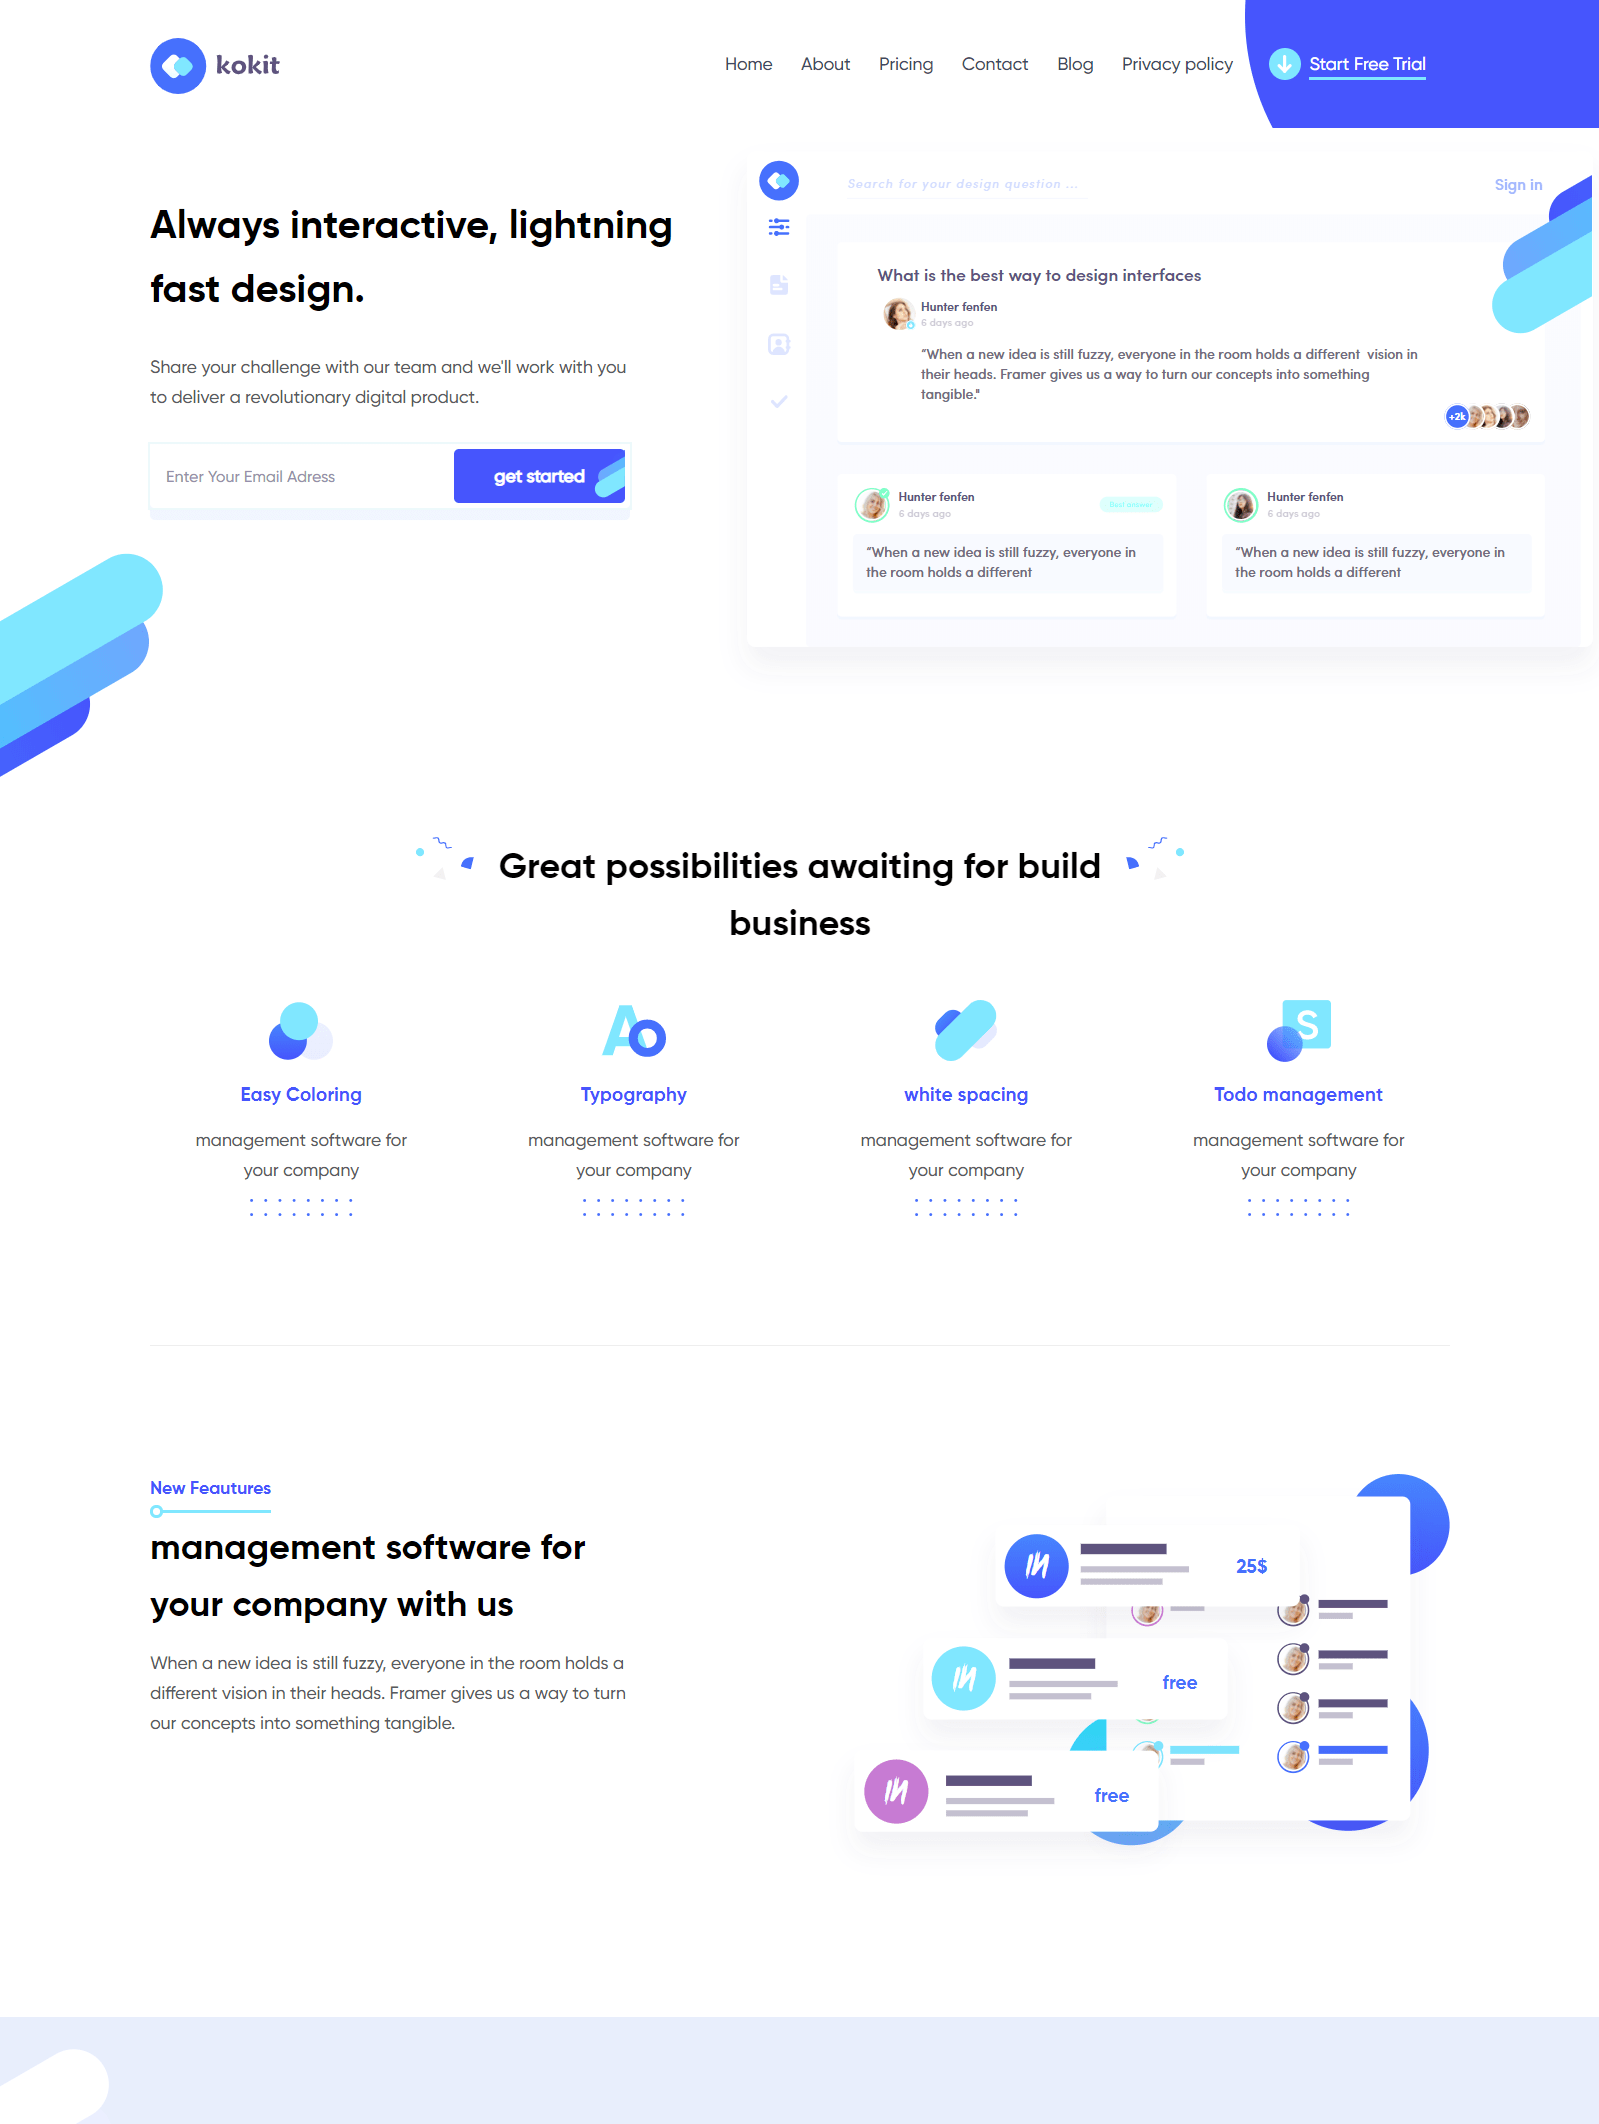 kokit
Home About Pricing Contact Blog Privacy policy
Start Free Trial
Always interactive, lightning
fast design.
Share your challenge with our team and we'll work with you
to deliver a revolutionary digital product.
Enter Your Email Adress
get started
Search for your design question ...
Sign in
What is the best way to design interfaces
Hunter fenfen
6 days ago
“When a new idea is still fuzzy, everyone in the room holds a different vision in
their heads. Framer gives us a way to turn our concepts into something
tangible."
+2k
Hunter fenfen
6 days ago
Best answer
“When a new idea is still fuzzy, everyone in
the room holds a different
Hunter fenfen
6 days ago
“When a new idea is still fuzzy, everyone in
the room holds a different
Great possibilities awaiting for build
business
Easy Coloring
management software for
your company
Typography
management software for
your company
white spacing
management software for
your company
S
Todo management
management software for
your company
New Feautures
management software for
your company with us
When a new idea is still fuzzy, everyone in the room holds a
different vision in their heads. Framer gives us a way to turn
our concepts into something tangible.
25$
free
free